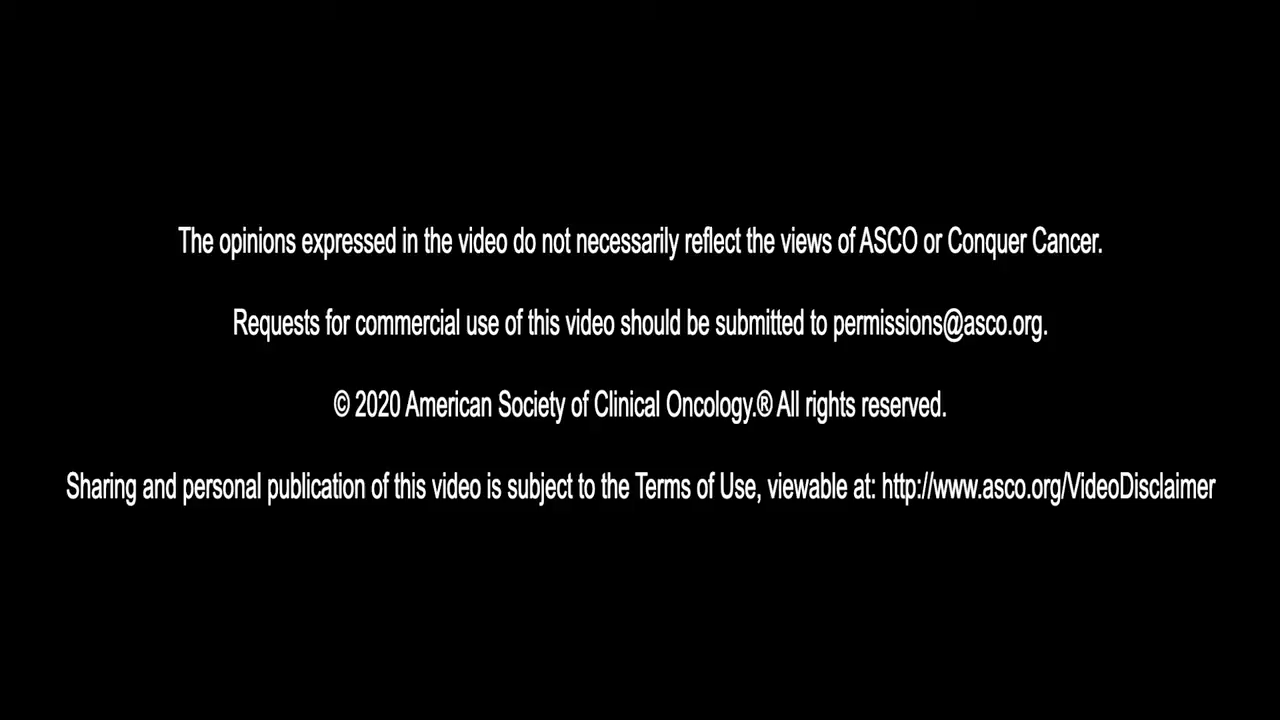 The opinions expressed in the video do not necessarily reflect the views of ASCO or Conquer Cancer.
Requests for commercial use of this video should be submitted to permissions@asco.org.
© 2020 American Society of Clinical Oncology.® All rights reserved.
Sharing and personal publication of this video is subject to the Terms of Use, viewable at: http://www.asco.org/VideoDisclaimer